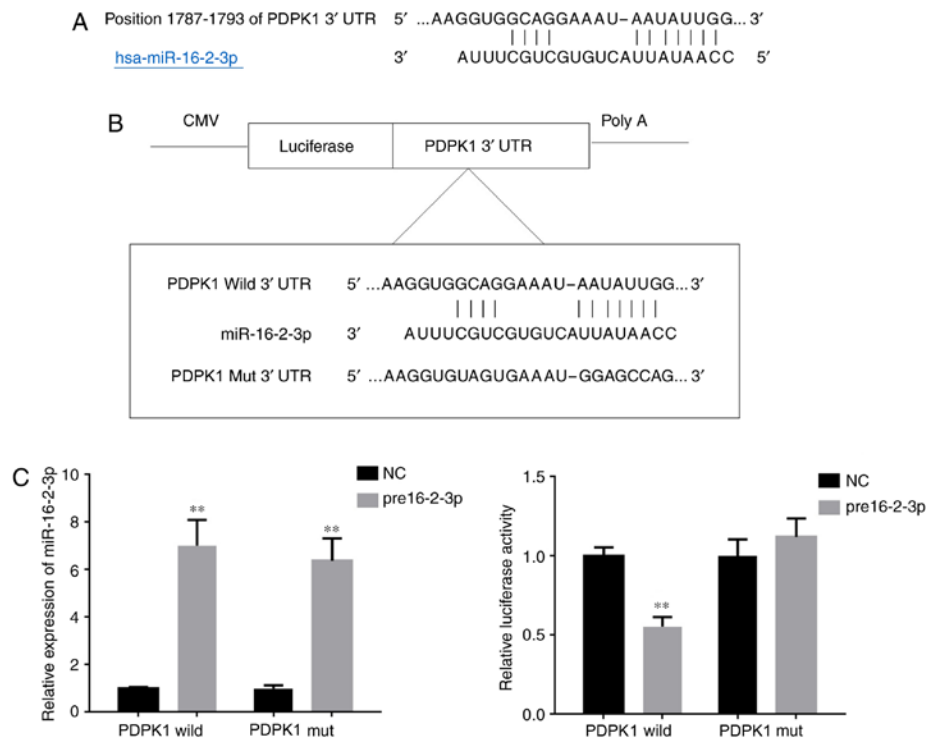 A
Position 1787-1793 of PDPK1 3′ UTR 5′ ...AAGGUGGCAGGAAAU–AAUAUUGG...3′
hsa-miR-16-2-3p 3′ AUUUCGUCGUGUCAUUAUAACC 5′
B
CMV Poly A
Luciferase PDPK1 3′ UTR
PDPK1 Wild 3′ UTR 5′ ...AAGGUGGCAGGAAAU–AAUAUUGG... 3′
miR-16-2-3p 3′ AUUUCGUCGUGUCAUUAUAACC
PDPK1 Mut 3′ UTR 5′ ...AAGGUGUAGUGAAAU–GGAGCCAG... 3′
C
Relative expression of miR-16-2-3p
10
8
6
4
2
0
NC
pre16-2-3p
**
**
PDPK1 wild PDPK1 mut
Relative luciferase activity
1.5
1.0
0.5
0.0
NC
pre16-2-3p
**
PDPK1 wild PDPK1 mut